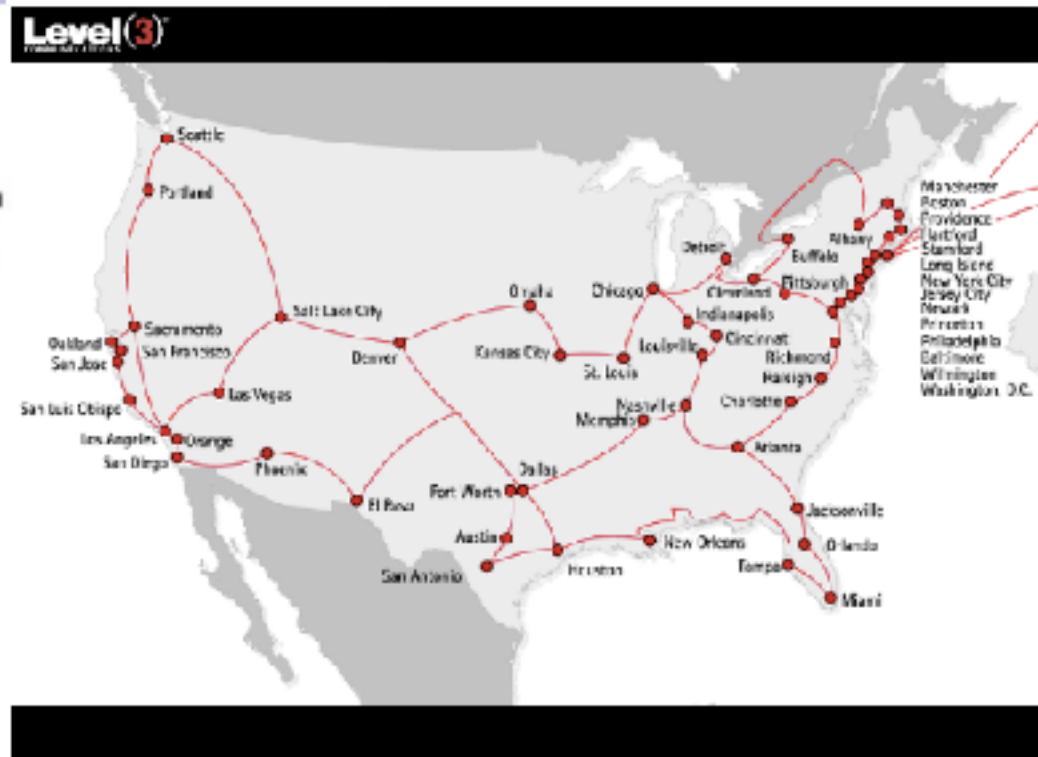 Level(3)
COMMUNICATIONS
Seattle
Portland
Manchester
Boston
Providence
Hartford
Stamford
Long Island
New York City
Jersey City
Newark
Princeton
Philadelphia
Baltimore
Wilmington
Washington, D.C.
Albany
Buffalo
Detroit
Cleveland
Pittsburgh
Chicago
Omaha
Salt Lake City
Sacramento
Oakland
San Francisco
San Jose
Denver
Kansas City
St. Louis
Indianapolis
Cincinnat
Louisville
Richmond
Raleigh
Las Vegas
San Luis Obispo
Nashville
Memphis
Charlotte
Los Angeles
Orange
San Diego
Phoenix
Atlanta
Dallas
Fort Worth
El Paso
Jacksonville
Austin
New Orleans
Orlando
San Antonio
Houston
Tampa
Miami